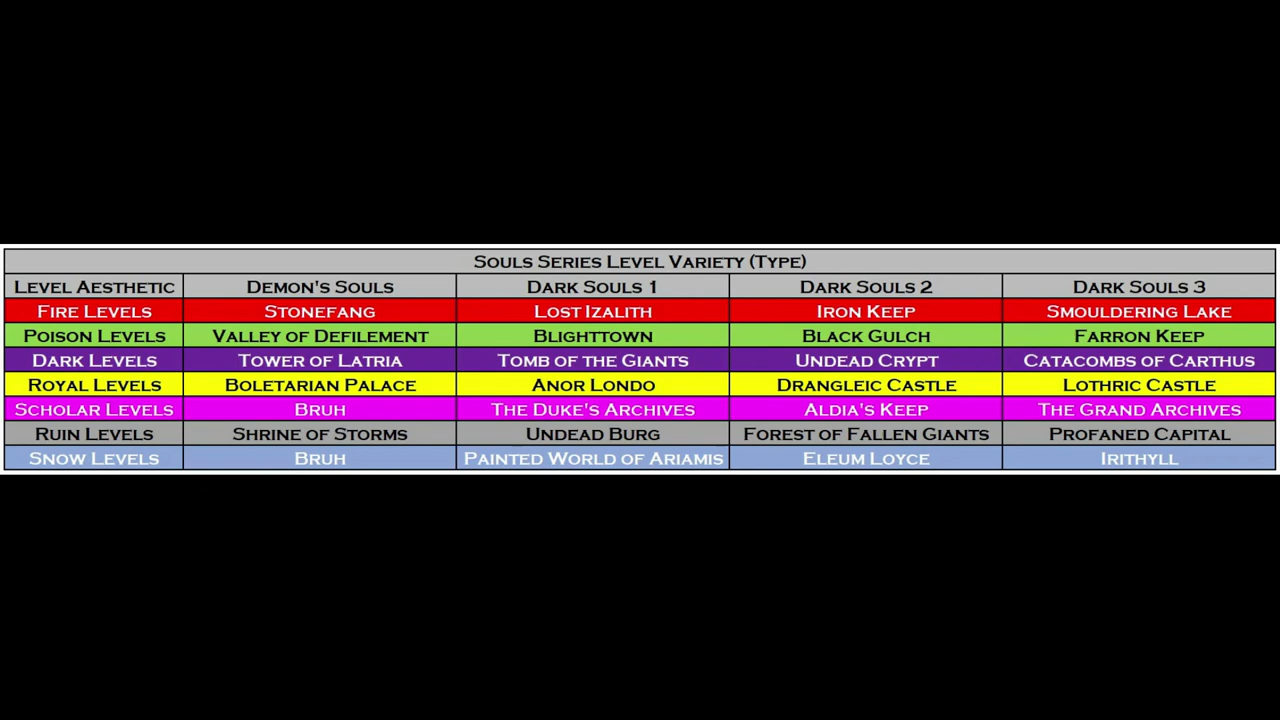 Souls Series Level Variety (Type)
Level Aesthetic Demon's Souls Dark Souls 1 Dark Souls 2 Dark Souls 3
Fire Levels Stonefang Lost Izalith Iron Keep Smouldering Lake
Poison Levels Valley of Defilement Blighttown Black Gulch Farron Keep
Dark Levels Tower of Latria Tomb of the Giants Undead Crypt Catacombs of Carthus
Royal Levels Boletarian Palace Anor Londo Drangleic Castle Lothric Castle
Scholar Levels Bruh The Duke's Archives Aldia's Keep The Grand Archives
Ruin Levels Shrine of Storms Undead Burg Forest of Fallen Giants Profaned Capital
Snow Levels Bruh Painted World of Ariamis Eleum Loyce Irithyll